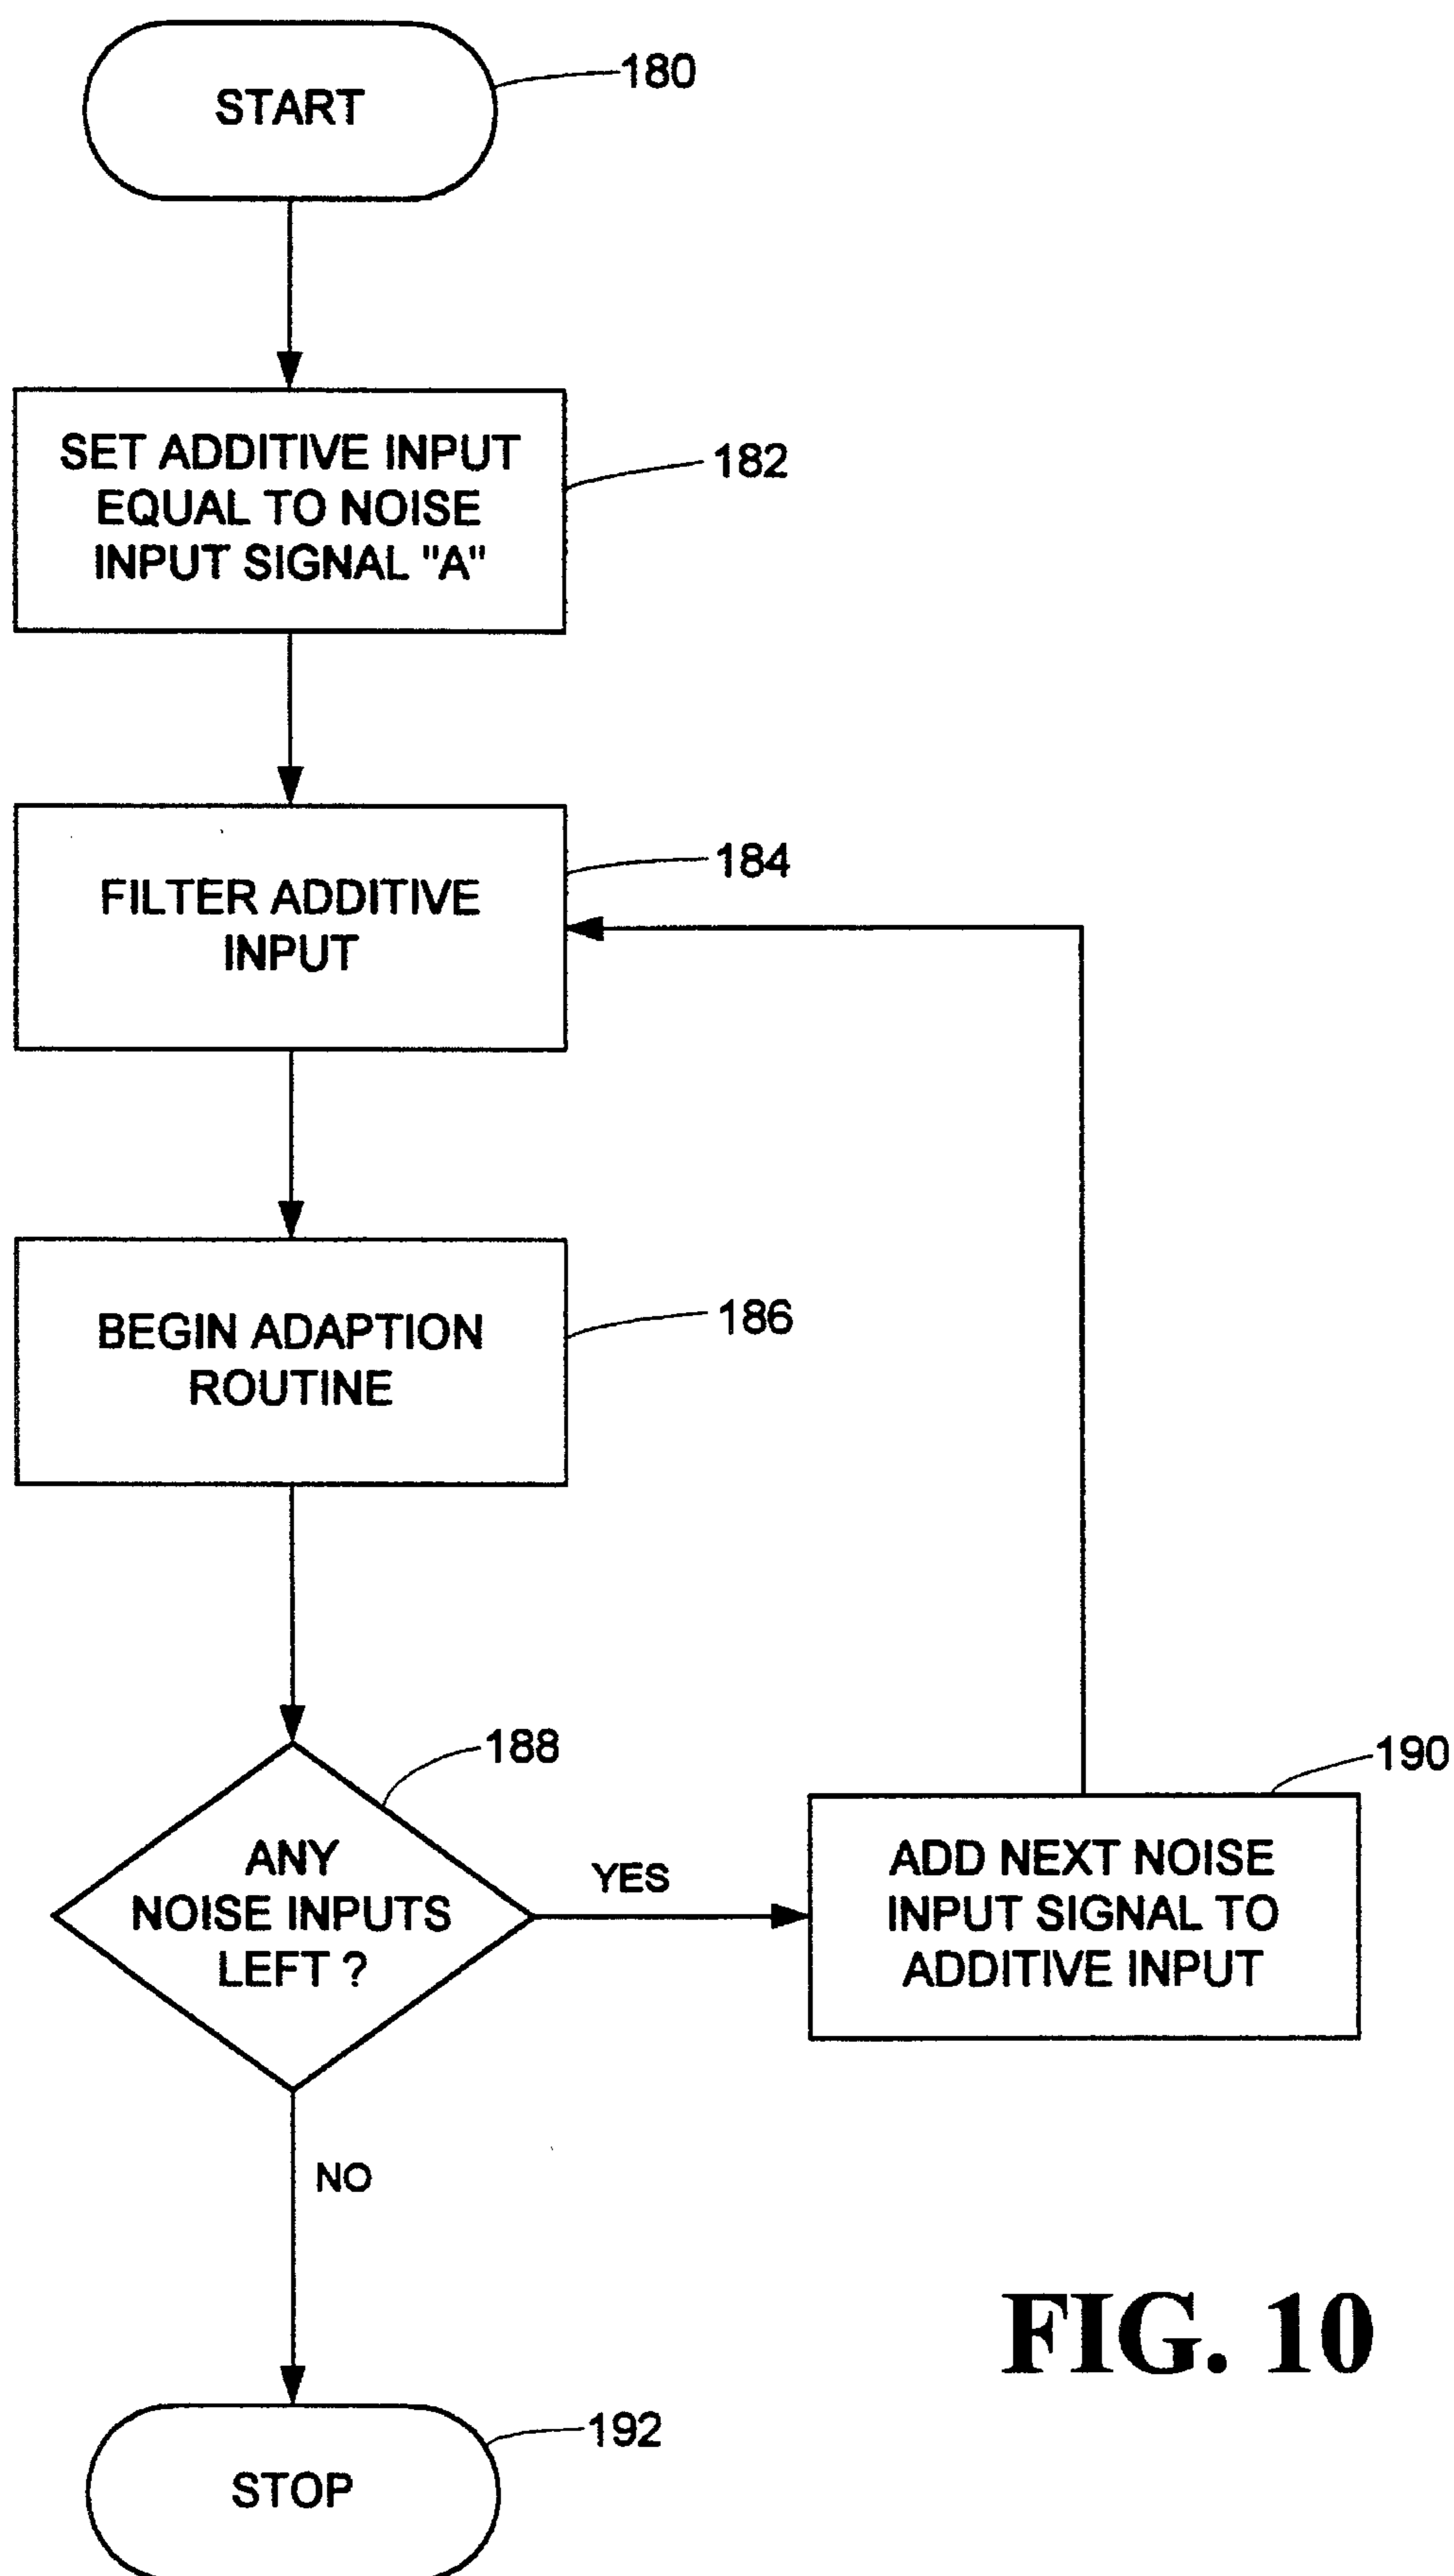 START
180
SET ADDITIVE INPUT
EQUAL TO NOISE
INPUT SIGNAL "A"
182
FILTER ADDITIVE
INPUT
184
BEGIN ADAPTION
ROUTINE
186
188
ANY
NOISE INPUTS
LEFT ?
YES
190
ADD NEXT NOISE
INPUT SIGNAL TO
ADDITIVE INPUT
NO
FIG. 10
192
STOP